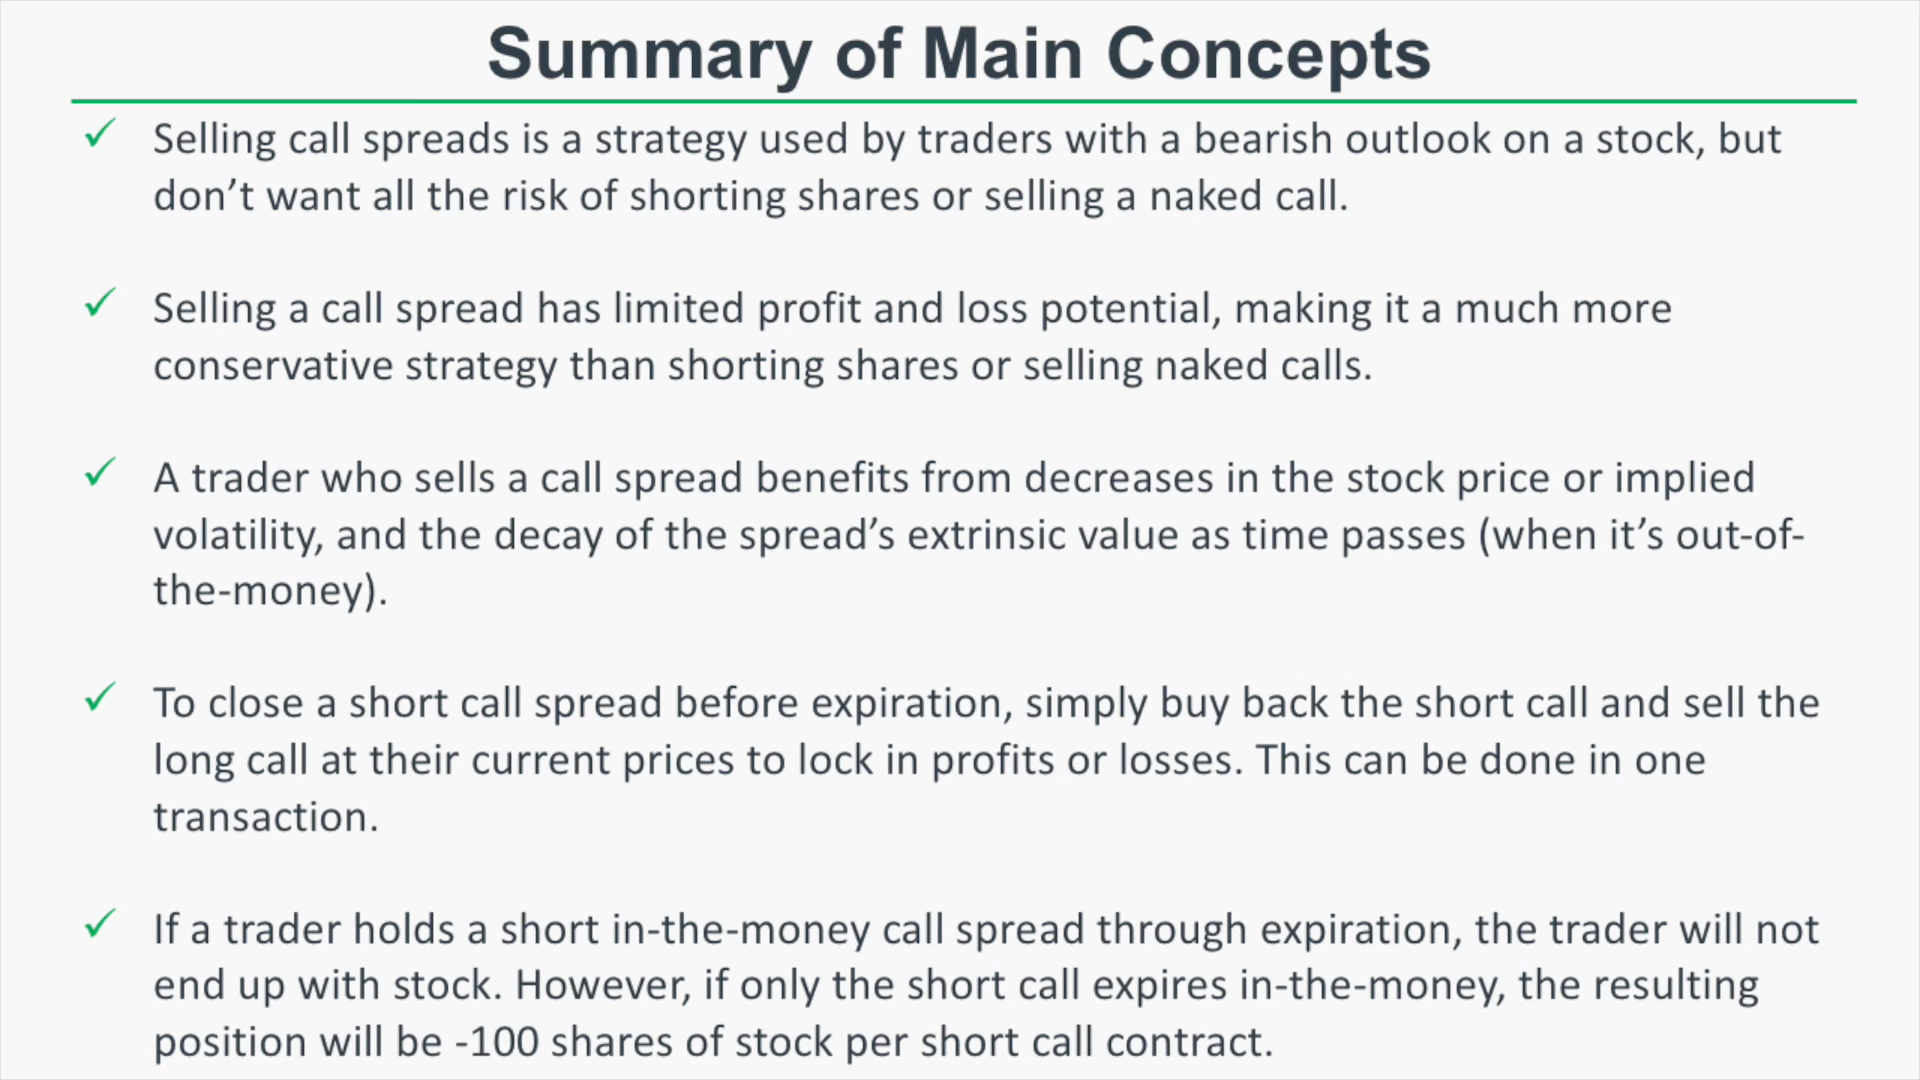 Summary of Main Concepts
✓ Selling call spreads is a strategy used by traders with a bearish outlook on a stock, but
don’t want all the risk of shorting shares or selling a naked call.
✓ Selling a call spread has limited profit and loss potential, making it a much more
conservative strategy than shorting shares or selling naked calls.
✓ A trader who sells a call spread benefits from decreases in the stock price or implied
volatility, and the decay of the spread’s extrinsic value as time passes (when it’s out-of-
the-money).
✓ To close a short call spread before expiration, simply buy back the short call and sell the
long call at their current prices to lock in profits or losses. This can be done in one
transaction.
✓ If a trader holds a short in-the-money call spread through expiration, the trader will not
end up with stock. However, if only the short call expires in-the-money, the resulting
position will be -100 shares of stock per short call contract.